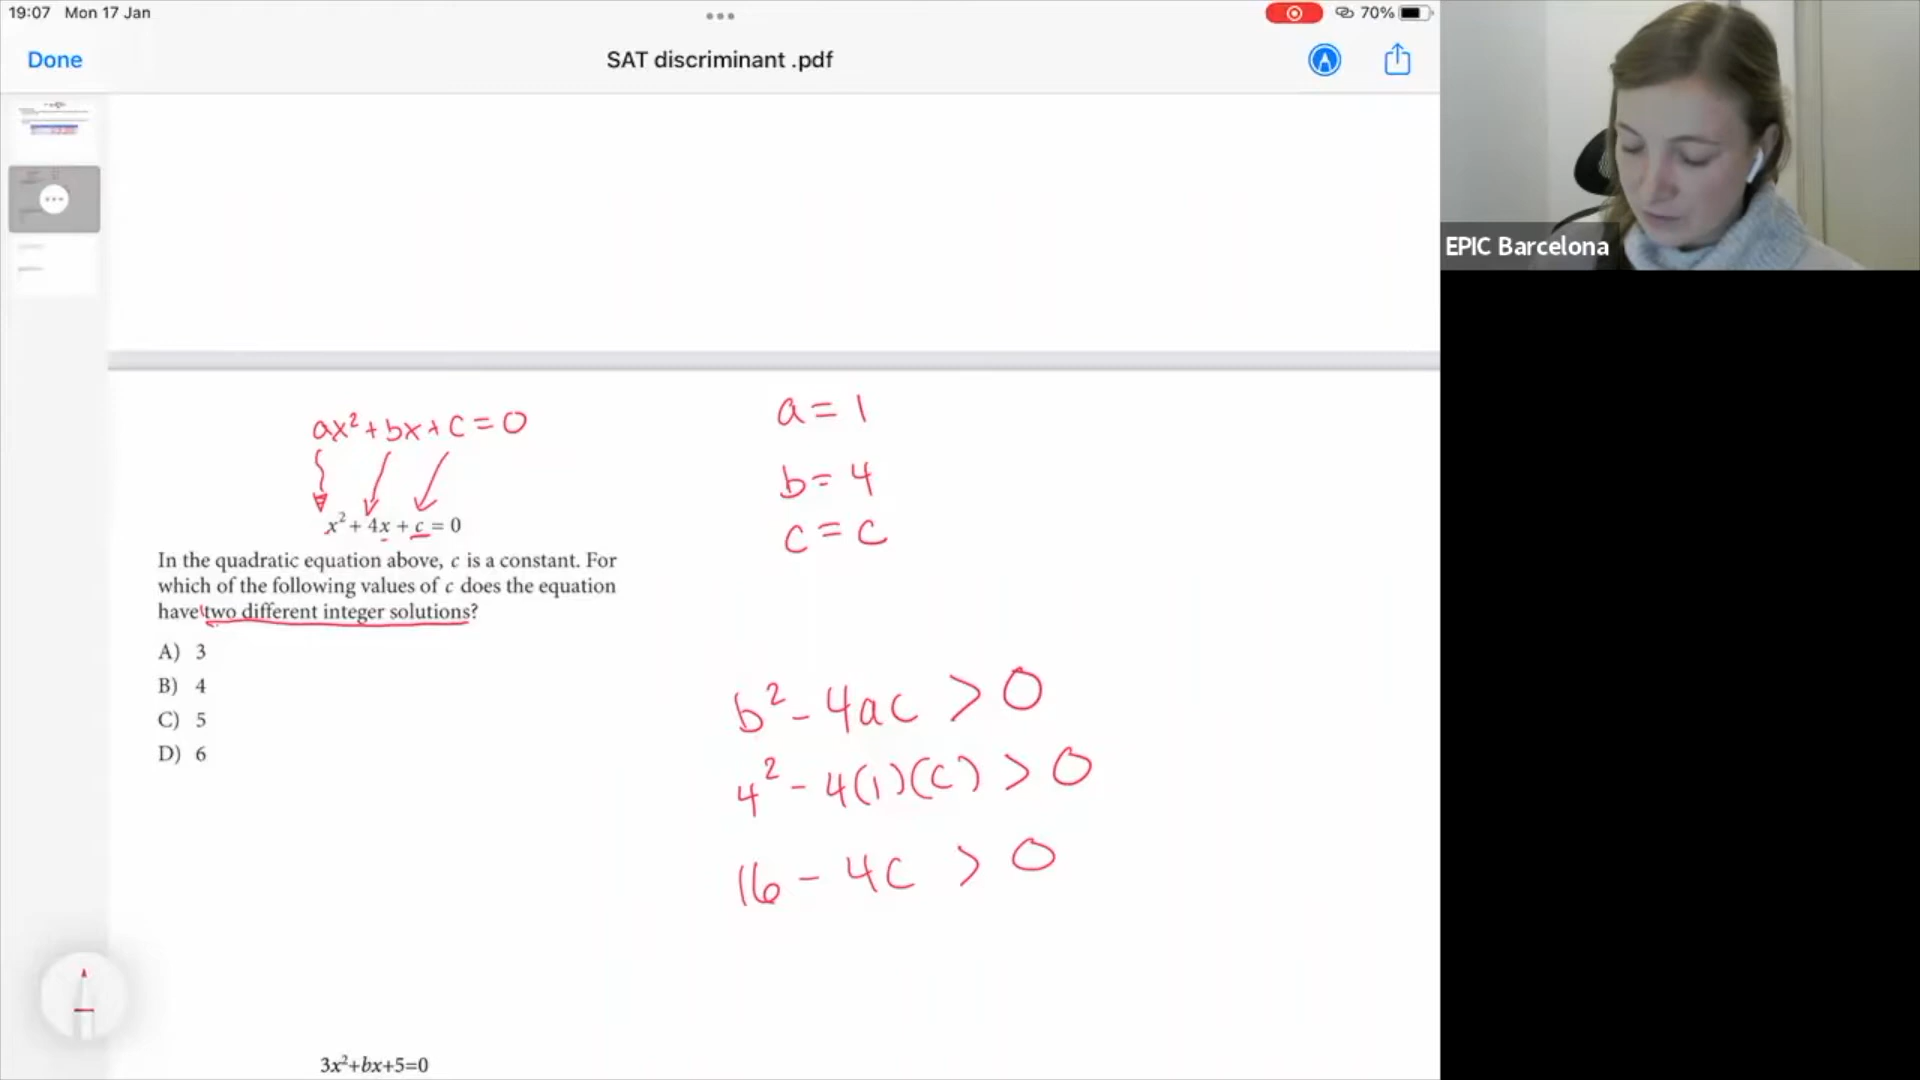 19:07 Mon 17 Jan
70%
Done
SAT discriminant .pdf
EPIC Barcelona
ax² + bx + c = 0
x² + 4x + c = 0
a = 1
b = 4
c = c
In the quadratic equation above, c is a constant. For
which of the following values of c does the equation
have two different integer solutions?
A) 3
B) 4
C) 5
D) 6
b² - 4ac > 0
4² - 4(1)(c) > 0
16 - 4c > 0
3x²+bx+5=0